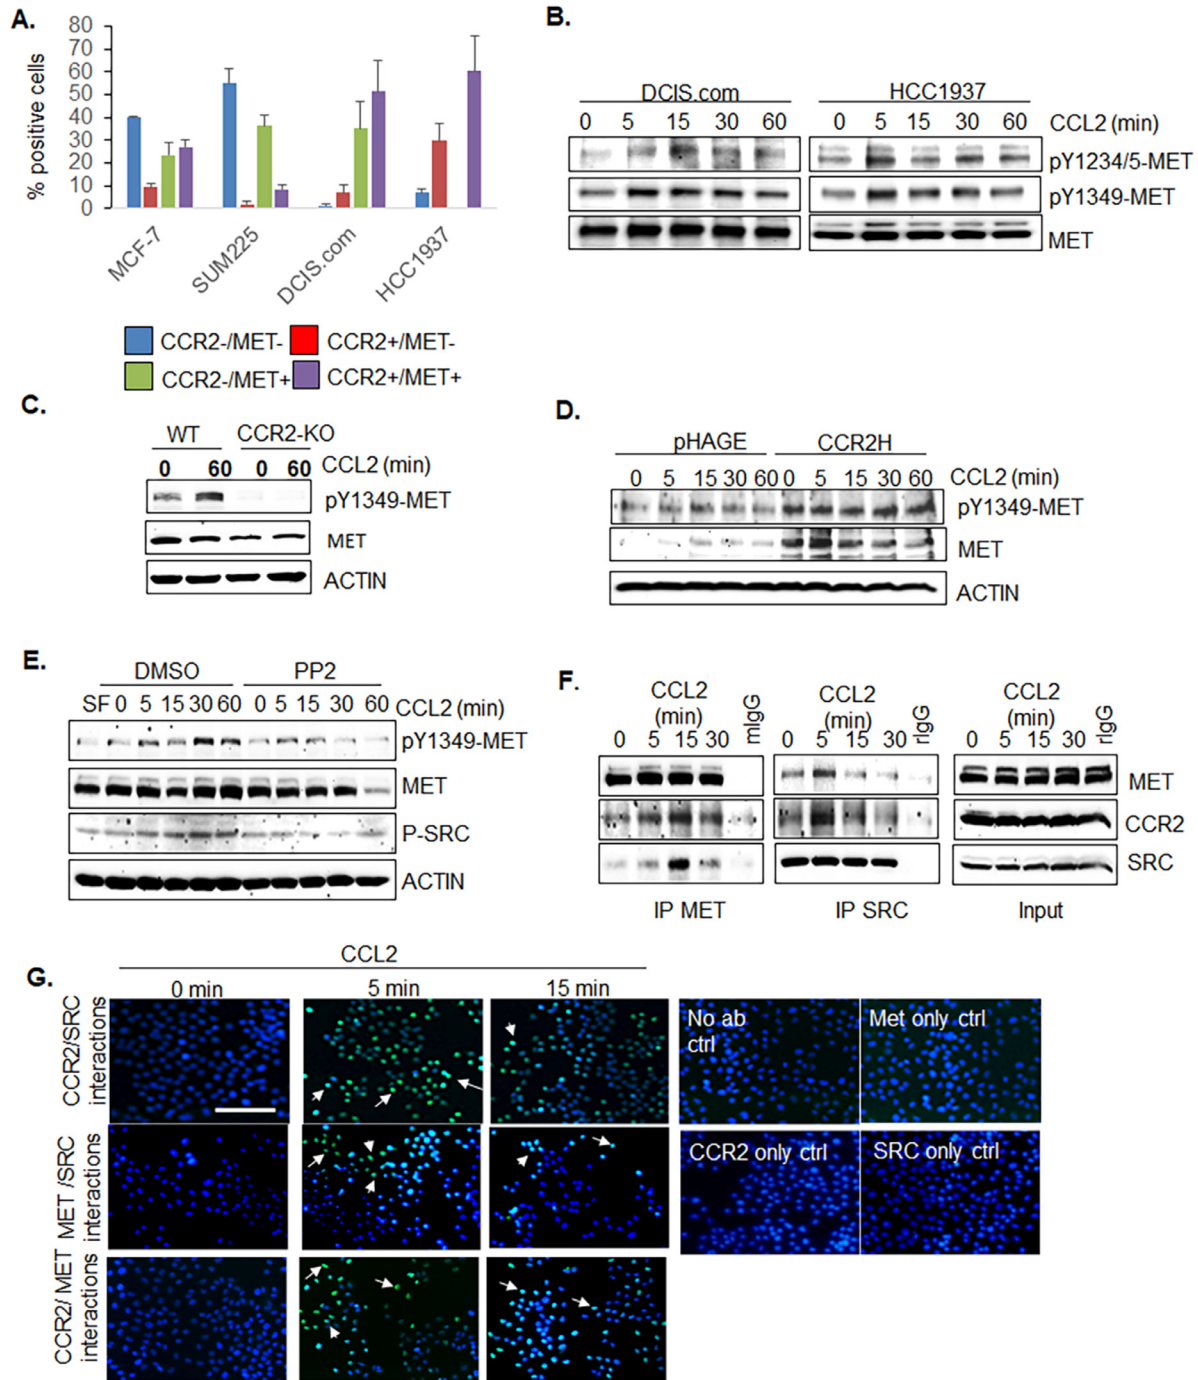 A.
80
70
60
50
40
30
20
10
0
% positive cells
MCF-7
SUM225
DCIS.com
HCC1937
CCR2-/MET-
CCR2+/MET-
CCR2-/MET+
CCR2+/MET+
B.
DCIS.com
HCC1937
0 5 15 30 60
0 5 15 30 60
CCL2 (min)
pY1234/5-MET
pY1349-MET
MET
C.
WT
CCR2-KO
0 60 0 60
CCL2 (min)
pY1349-MET
MET
ACTIN
D.
pHAGE
CCR2H
0 5 15 30 60 0 5 15 30 60
CCL2 (min)
pY1349-MET
MET
ACTIN
E.
DMSO
PP2
SF 0 5 15 30 60 0 5 15 30 60
CCL2 (min)
pY1349-MET
MET
P-SRC
ACTIN
F.
CCL2
(min)
0 5 15 30 mIgG
CCL2
(min)
0 5 15 30 rIgG
CCL2
(min)
0 5 15 30 rIgG
MET
CCR2
SRC
IP MET
IP SRC
Input
G.
CCL2
0 min
5 min
15 min
CCR2/SRC
interactions
MET /SRC
interactions
CCR2/ MET
interactions
No ab
ctrl
Met only ctrl
CCR2 only ctrl
SRC only ctrl